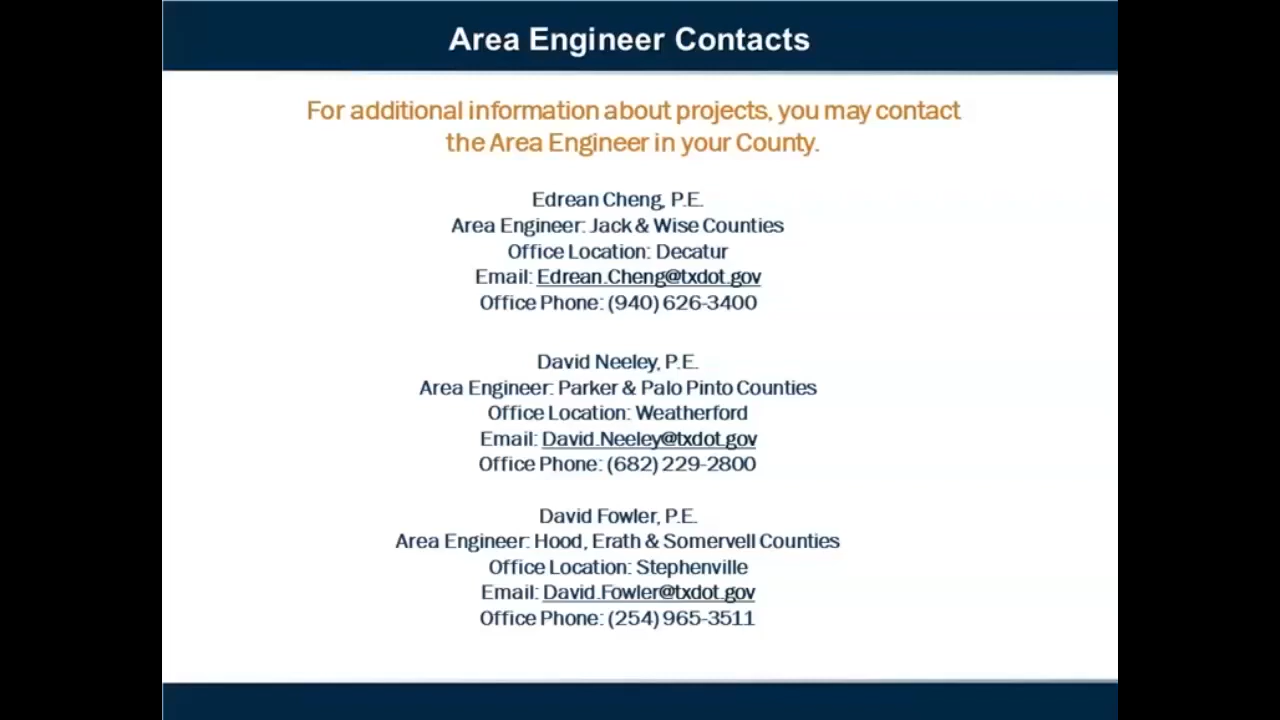 Area Engineer Contacts
For additional information about projects, you may contact
the Area Engineer in your County.
Edrean Cheng, P.E.
Area Engineer: Jack & Wise Counties
Office Location: Decatur
Email: Edrean.Cheng@txdot.gov
Office Phone: (940) 626-3400
David Neeley, P.E.
Area Engineer: Parker & Palo Pinto Counties
Office Location: Weatherford
Email: David.Neeley@txdot.gov
Office Phone: (682) 229-2800
David Fowler, P.E.
Area Engineer: Hood, Erath & Somervell Counties
Office Location: Stephenville
Email: David.Fowler@txdot.gov
Office Phone: (254) 965-3511